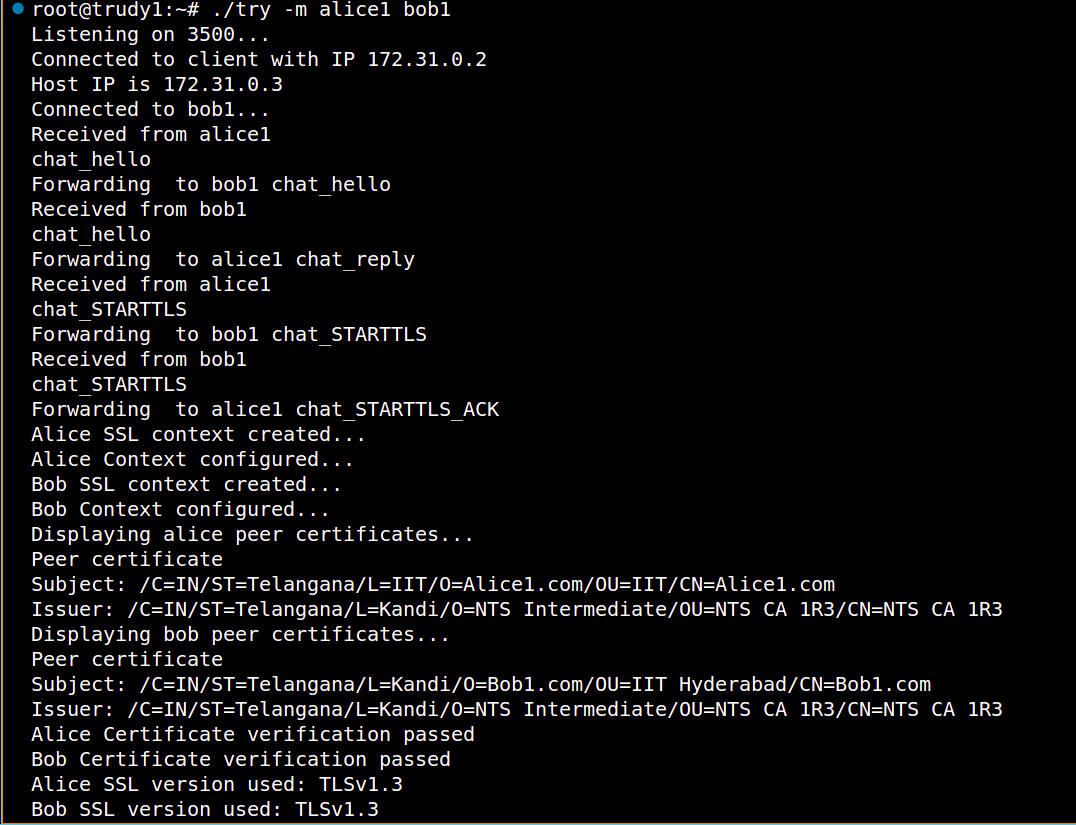 root@trudy1:~# ./try -m alice1 bob1
Listening on 3500...
Connected to client with IP 172.31.0.2
Host IP is 172.31.0.3
Connected to bob1...
Received from alice1
chat_hello
Forwarding  to bob1 chat_hello
Received from bob1
chat_hello
Forwarding  to alice1 chat_reply
Received from alice1
chat_STARTTLS
Forwarding  to bob1 chat_STARTTLS
Received from bob1
chat_STARTTLS
Forwarding  to alice1 chat_STARTTLS_ACK
Alice SSL context created...
Alice Context configured...
Bob SSL context created...
Bob Context configured...
Displaying alice peer certificates...
Peer certificate
Subject: /C=IN/ST=Telangana/L=IIT/O=Alice1.com/OU=IIT/CN=Alice1.com
Issuer: /C=IN/ST=Telangana/L=Kandi/O=NTS Intermediate/OU=NTS CA 1R3/CN=NTS CA 1R3
Displaying bob peer certificates...
Peer certificate
Subject: /C=IN/ST=Telangana/L=Kandi/O=Bob1.com/OU=IIT Hyderabad/CN=Bob1.com
Issuer: /C=IN/ST=Telangana/L=Kandi/O=NTS Intermediate/OU=NTS CA 1R3/CN=NTS CA 1R3
Alice Certificate verification passed
Bob Certificate verification passed
Alice SSL version used: TLSv1.3
Bob SSL version used: TLSv1.3